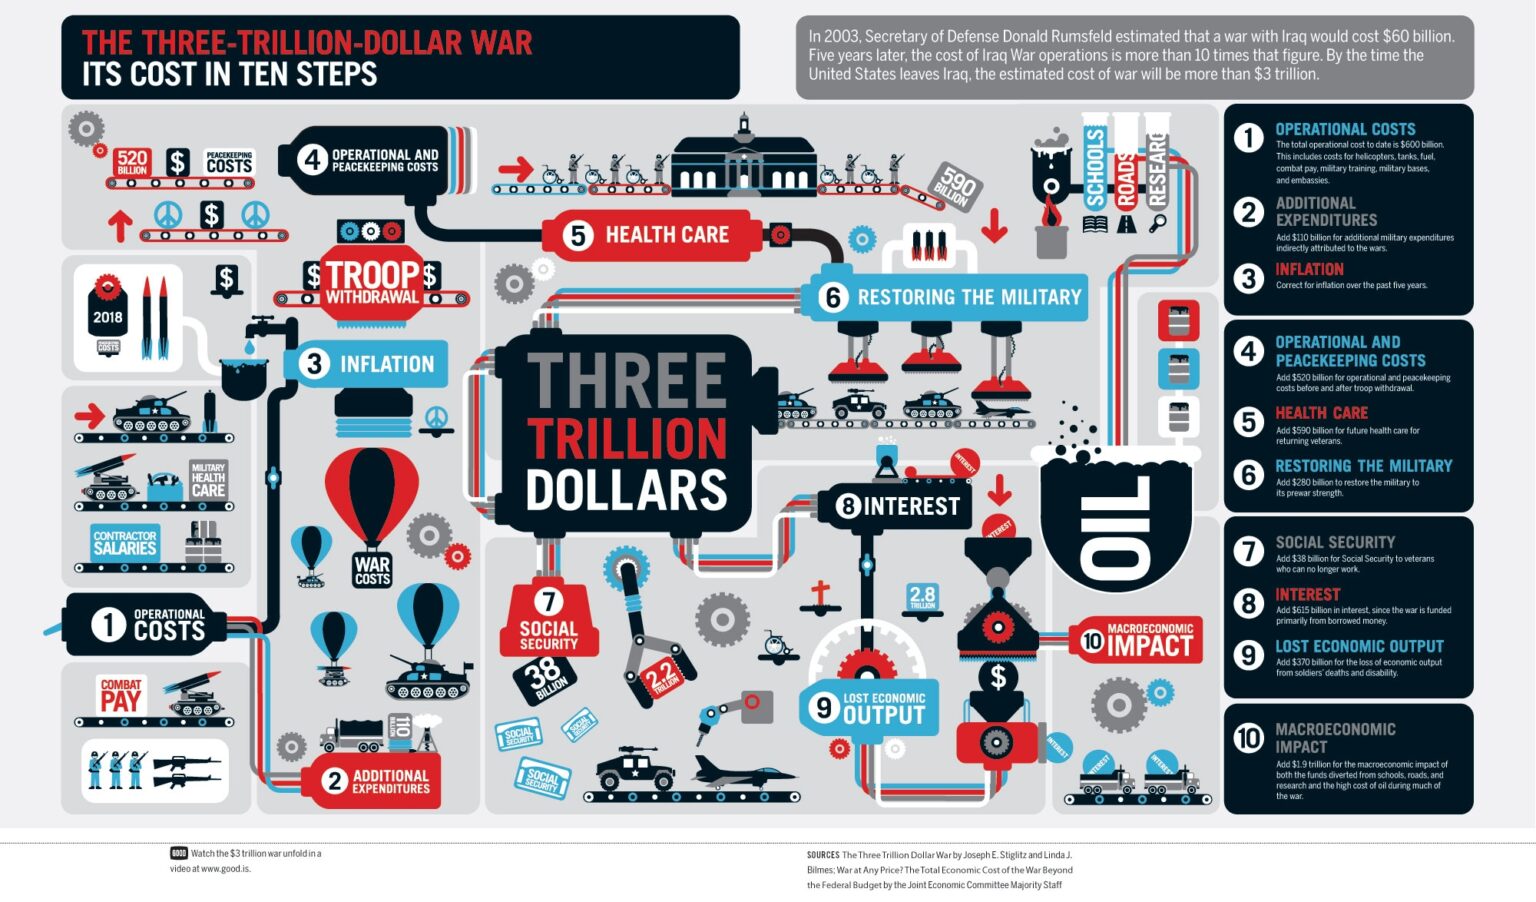 THE THREE-TRILLION-DOLLAR WAR
ITS COST IN TEN STEPS
In 2003, Secretary of Defense Donald Rumsfeld estimated that a war with Iraq would cost $60 billion.
Five years later, the cost of Iraq War operations is more than 10 times that figure. By the time the
United States leaves Iraq, the estimated cost of war will be more than $3 trillion.
520
BILLION
$
PEACEKEEPING
COSTS
$
4 OPERATIONAL AND
PEACEKEEPING COSTS
590
BILLION
SCHOOLS
ROADS
RESEARC
5 HEALTH CARE
$
TROOP
WITHDRAWAL
$
$
2018
PEACEKEEPING
COSTS
6 RESTORING THE MILITARY
3 INFLATION
THREE
TRILLION
DOLLARS
MILITARY
HEALTH
CARE
CONTRACTOR
SALARIES
WAR
COSTS
8 INTEREST
INTEREST
INTEREST
OIL
1 OPERATIONAL
COSTS
7
SOCIAL
SECURITY
38
BILLION
2.2
TRILLION
2.8
TRILLION
10 MACROECONOMIC
IMPACT
COMBAT
PAY
110
BILLION
2 ADDITIONAL
EXPENDITURES
SOCIAL
SECURITY
SOCIAL
SECURITY
SOCIAL
SECURITY
9 LOST ECONOMIC
OUTPUT
$
INTEREST
INTEREST
INTEREST
1 OPERATIONAL COSTS
The total operational cost to date is $600 billion.
This includes costs for helicopters, tanks, fuel,
combat pay, military training, military bases,
and embassies.
2 ADDITIONAL
EXPENDITURES
Add $110 billion for additional military expenditures
indirectly attributed to the wars.
3 INFLATION
Correct for inflation over the past five years.
4 OPERATIONAL AND
PEACEKEEPING COSTS
Add $520 billion for operational and peacekeeping
costs before and after troop withdrawal.
5 HEALTH CARE
Add $590 billion for future health care for
returning veterans.
6 RESTORING THE MILITARY
Add $280 billion to restore the military to
its prewar strength.
7 SOCIAL SECURITY
Add $38 billion for Social Security to veterans
who can no longer work.
8 INTEREST
Add $615 billion in interest, since the war is funded
primarily from borrowed money.
9 LOST ECONOMIC OUTPUT
Add $370 billion for the loss of economic output
from soldiers' deaths and disability.
10 MACROECONOMIC
IMPACT
Add $1.9 trillion for the macroeconomic impact of
both the funds diverted from schools, roads, and
research and the high cost of oil during much of
the war.
GOOD Watch the $3 trillion war unfold in a
video at www.good.is.
SOURCES The Three Trillion Dollar War by Joseph E. Stiglitz and Linda J.
Bilmes; War at Any Price? The Total Economic Cost of the War Beyond
the Federal Budget by the Joint Economic Committee Majority Staff